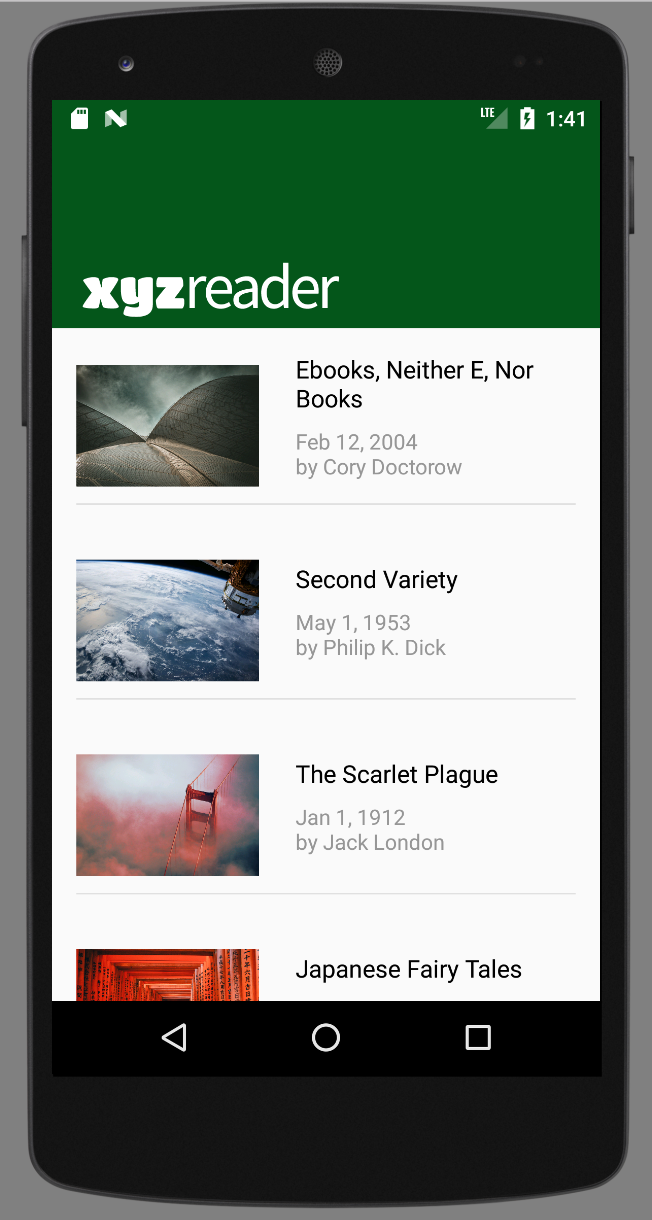 LTE 1:41
xyzreader
Ebooks, Neither E, Nor
Books
Feb 12, 2004
by Cory Doctorow
Second Variety
May 1, 1953
by Philip K. Dick
The Scarlet Plague
Jan 1, 1912
by Jack London
Japanese Fairy Tales